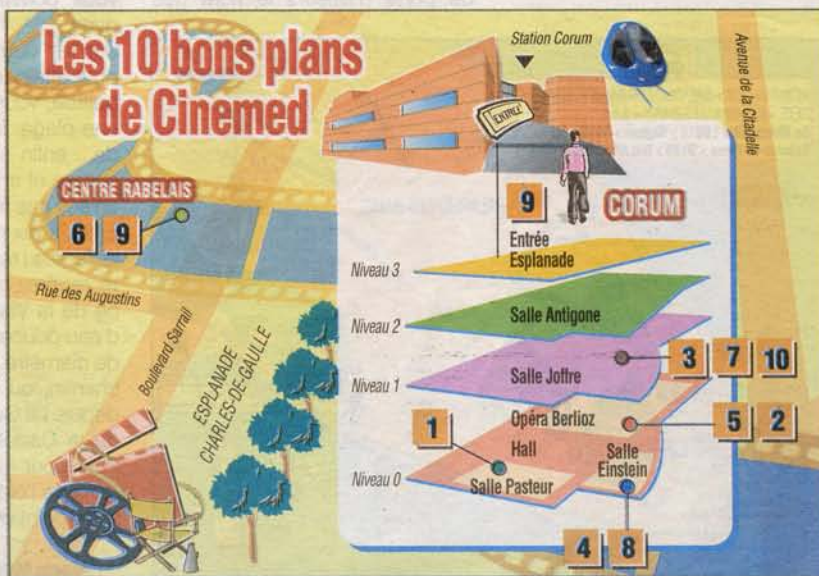 Les 10 bons plans
de Cinemed
Station Corum
Avenue de la Citadelle
ENTRÉE
CENTRE RABELAIS
6 9
9
CORUM
Entrée
Esplanade
Niveau 3
Rue des Augustins
Boulevard Sarrail
ESPLANADE
CHARLES-DE-GAULLE
Niveau 2
Salle Antigone
Niveau 1
Salle Joffre
3 7 10
Opéra Berlioz
5 2
1
Hall
Salle
Einstein
Niveau 0
Salle Pasteur
4 8